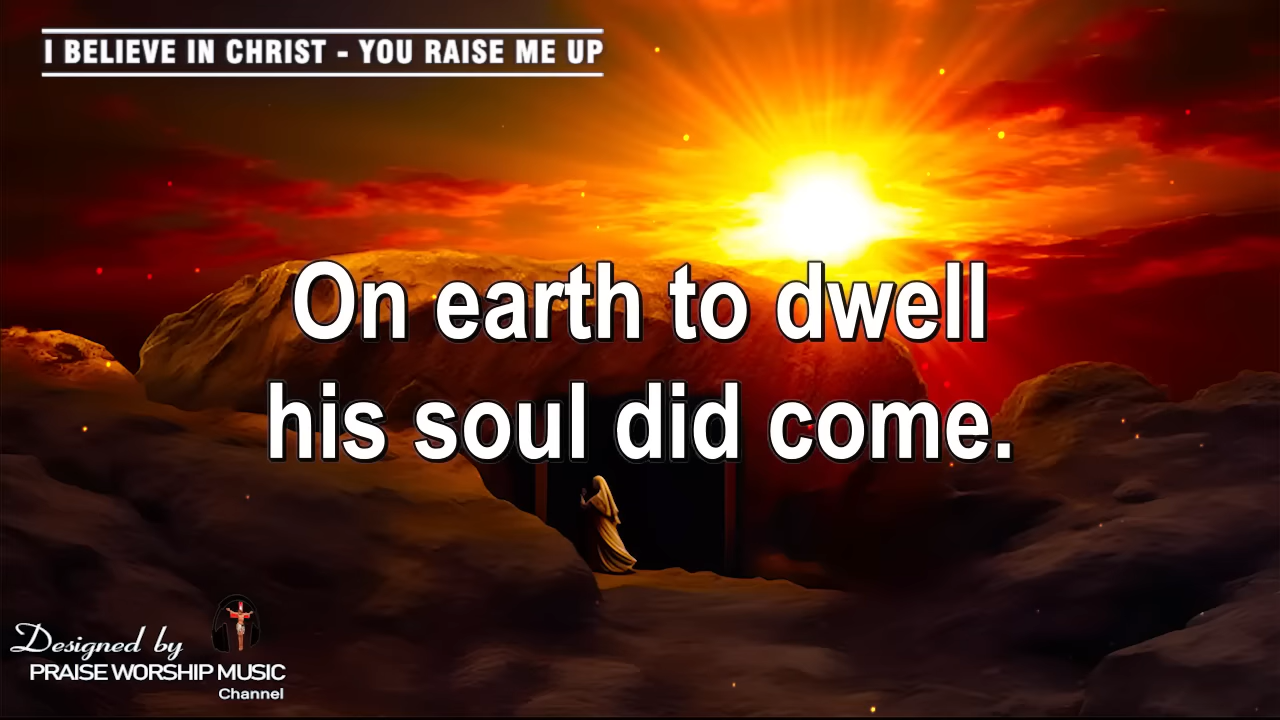 I BELIEVE IN CHRIST - YOU RAISE ME UP
On earth to dwell
his soul did come.
Designed by
PRAISE WORSHIP MUSIC
Channel